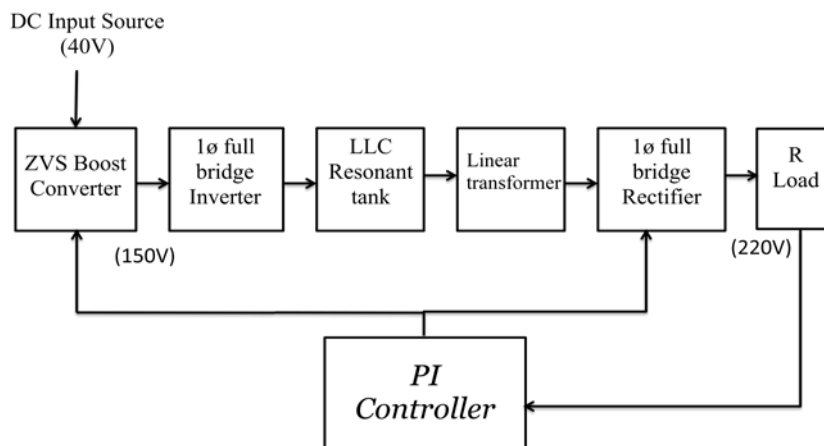 DC Input Source
(40V)
ZVS Boost
Converter
1ø full
bridge
Inverter
LLC
Resonant
tank
Linear
transformer
1ø full
bridge
Rectifier
R
Load
(150V)
(220V)
PI
Controller